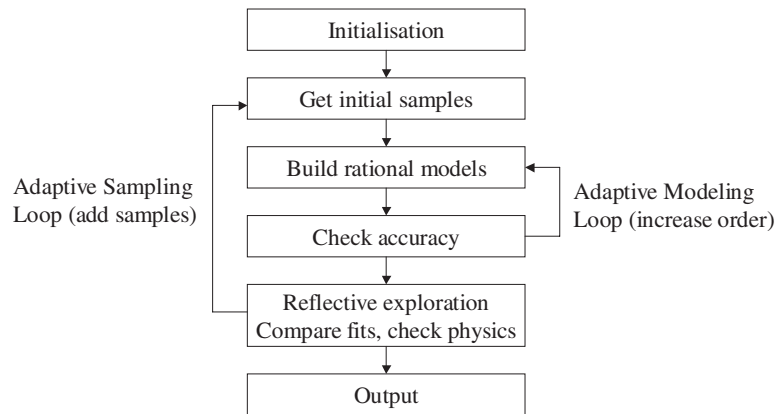 Initialisation
Get initial samples
Build rational models
Adaptive Sampling
Loop (add samples)
Adaptive Modeling
Loop (increase order)
Check accuracy
Reflective exploration
Compare fits, check physics
Output